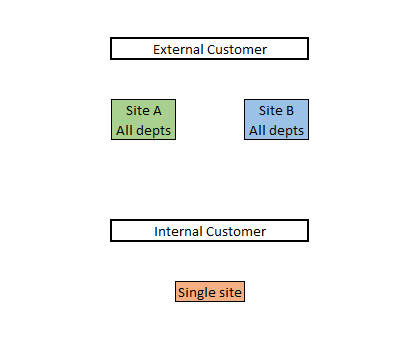 External Customer
Site A
All depts
Site B
All depts
Internal Customer
Single site